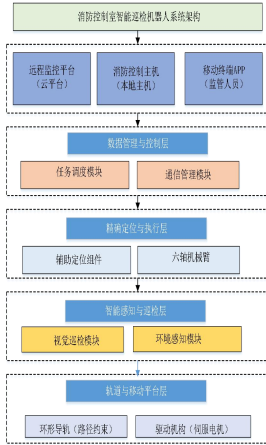 消防控制室智能巡检机器人系统架构
远程监控平台
（云平台）
消防控制主机
（本地主机）
移动终端APP
（监管人员）
数据管理与控制层
任务调度模块
通信管理模块
精确定位与执行层
辅助定位组件
六轴机械臂
智能感知与巡检层
视觉巡检模块
环境感知模块
轨道与移动平台层
环形导轨（路径约束）
驱动机构（伺服电机）